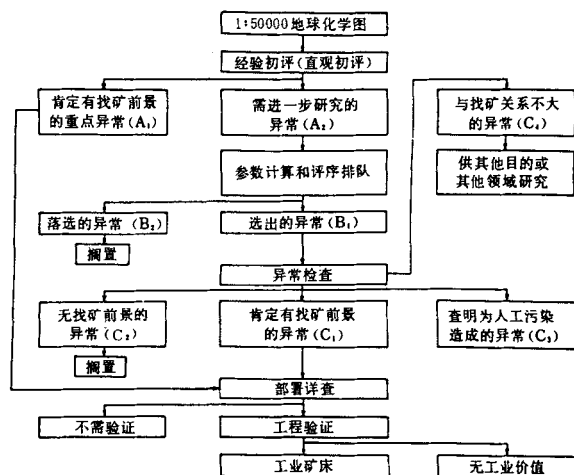 1:50000地球化学图
经验初评(直观初评)
肯定有找矿前景
的重点异常(A₁)
需进一步研究的
异常(A₂)
与找矿关系不大
的异常(C₄)
参数计算和评序排队
供其他目的或
其他领域研究
落选的异常(B₂)
选出的异常(B₁)
搁置
异常检查
无找矿前景的
异常(C₂)
肯定有找矿前景
的异常(C₁)
查明为人工污染
造成的异常(C₃)
搁置
部署详查
不需验证
工程验证
工业矿床
无工业价值